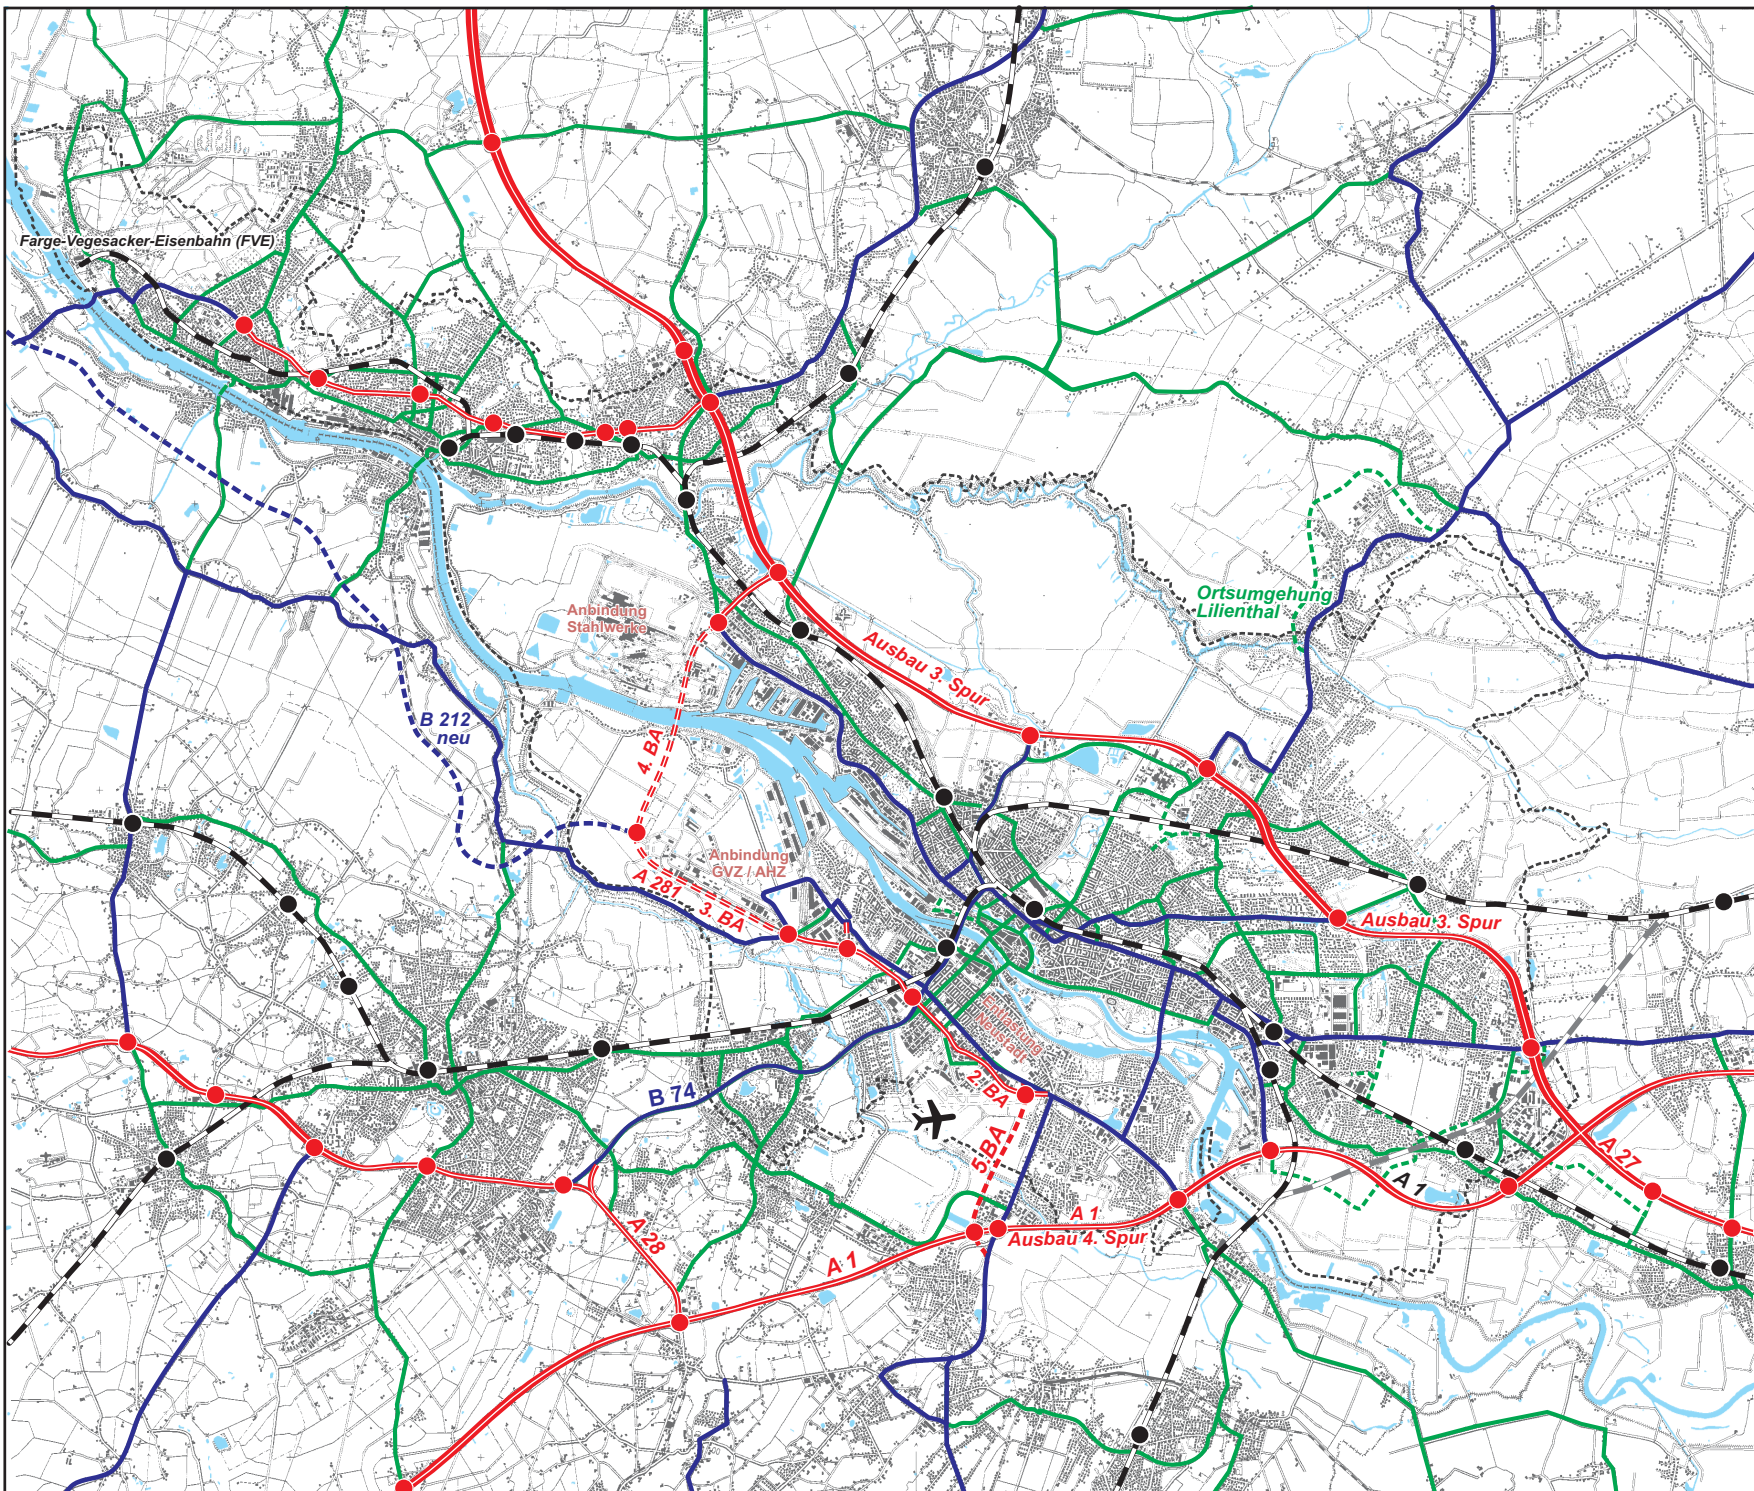 Farge-Vegesacker-Eisenbahn (FVE)
Anbindung
Stahlwerke
Ortsumgehung
Lilienthal
Ausbau 3. Spur
B 212
neu
4. BA
Anbindung
GVZ / AHZ
A 281
3. BA
Ausbau 3. Spur
Entlastung
Neustadt
2. BA
B 74
5. BA
A 27
A 1
A 28
A 1
A 1
Ausbau 4. Spur